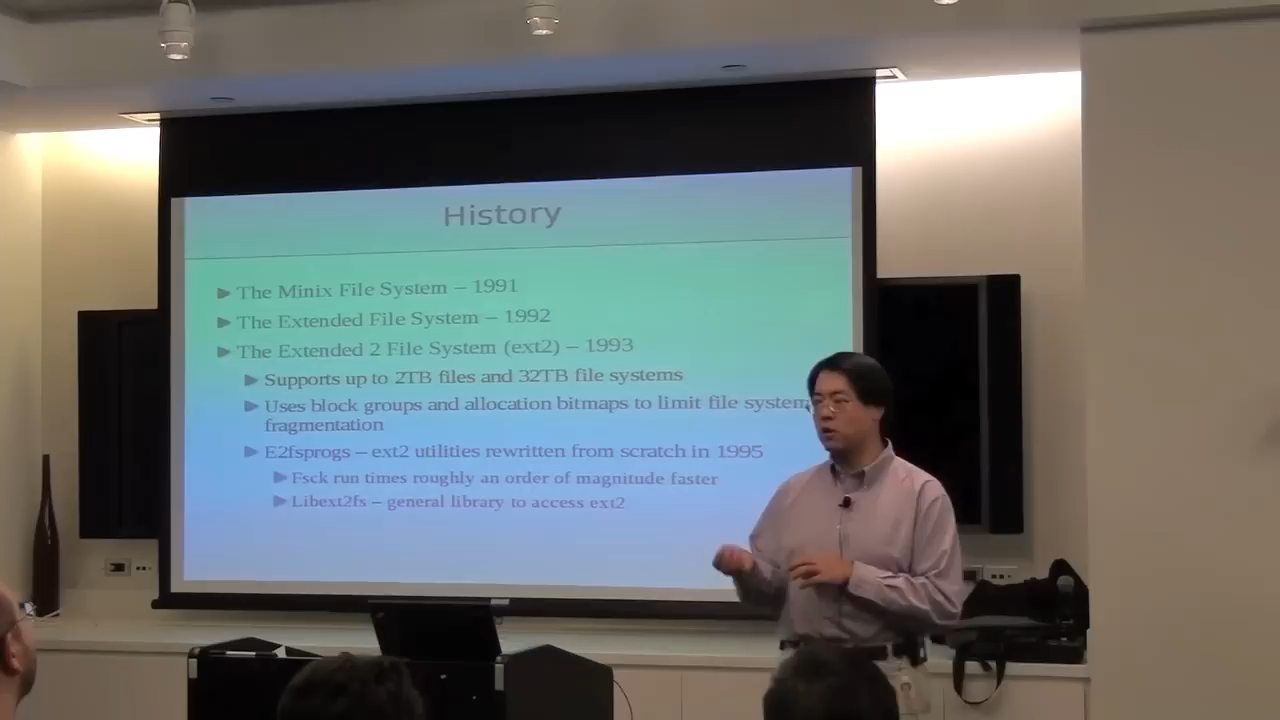 History
The Minix File System – 1991
The Extended File System – 1992
The Extended 2 File System (ext2) – 1993
Supports up to 2TB files and 32TB file systems
Uses block groups and allocation bitmaps to limit file system
fragmentation
E2fsprogs – ext2 utilities rewritten from scratch in 1995
Fsck run times roughly an order of magnitude faster
Libext2fs – general library to access ext2